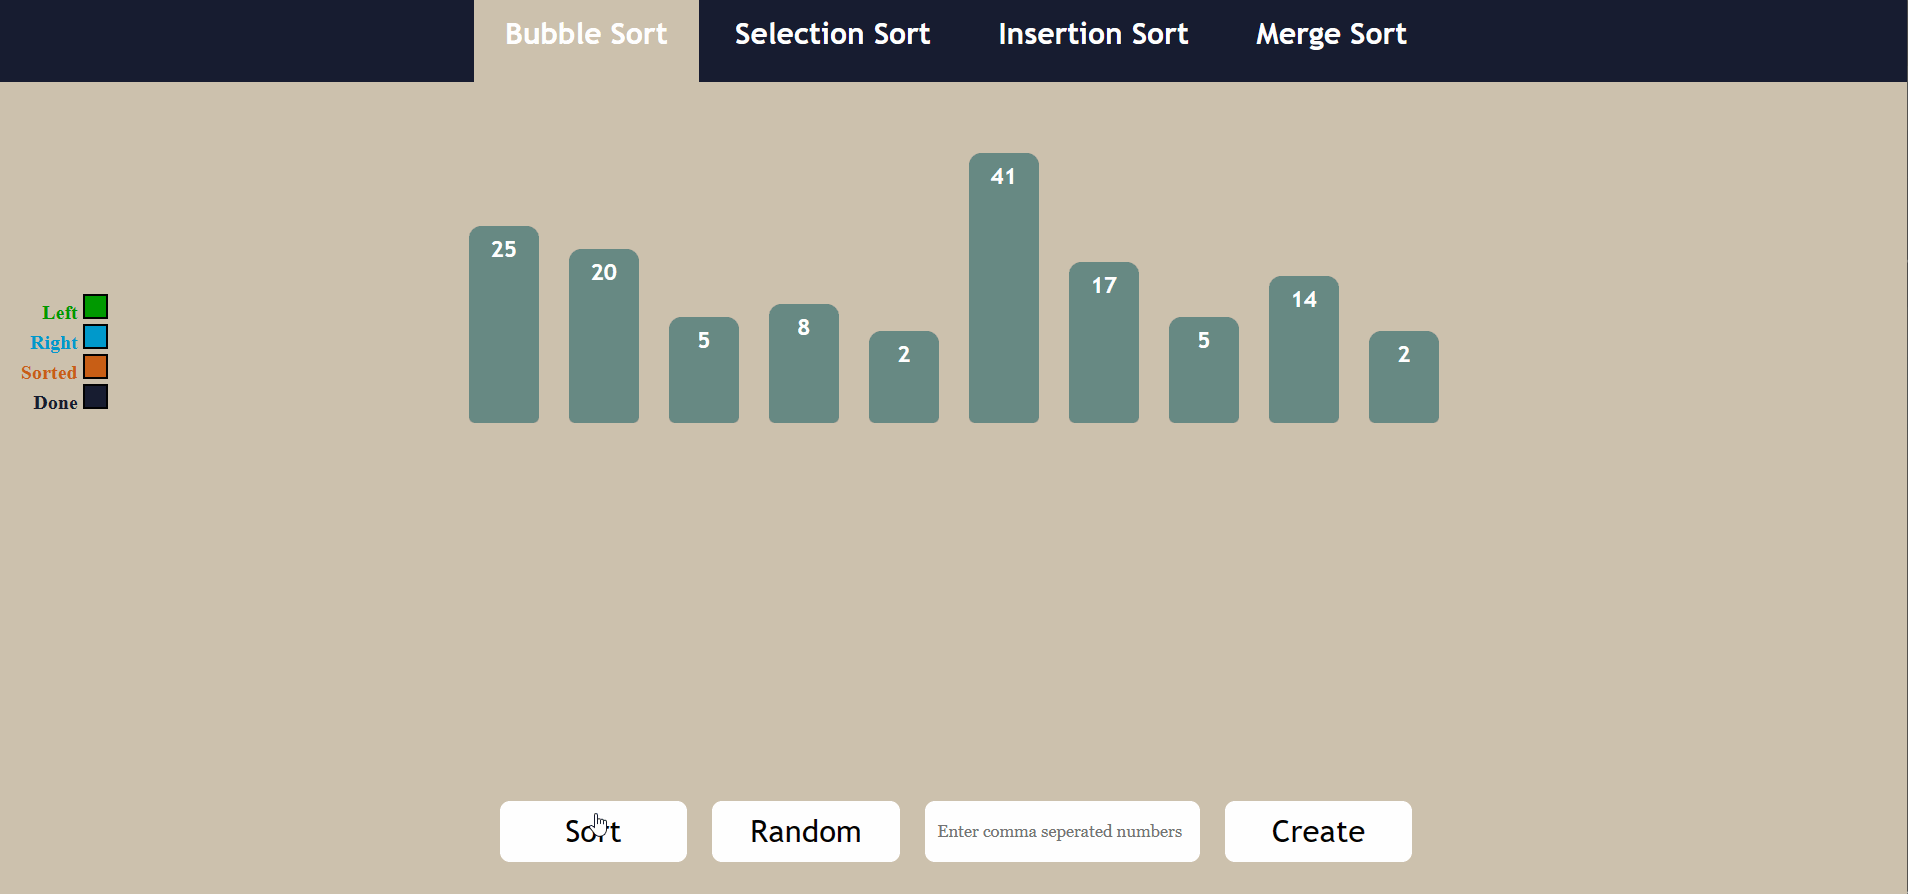 Bubble Sort Selection Sort Insertion Sort Merge Sort
41
25
20
17
14
8
5
5
2
2
Left
Right
Sorted
Done
Sort Random Enter comma seperated numbers Create